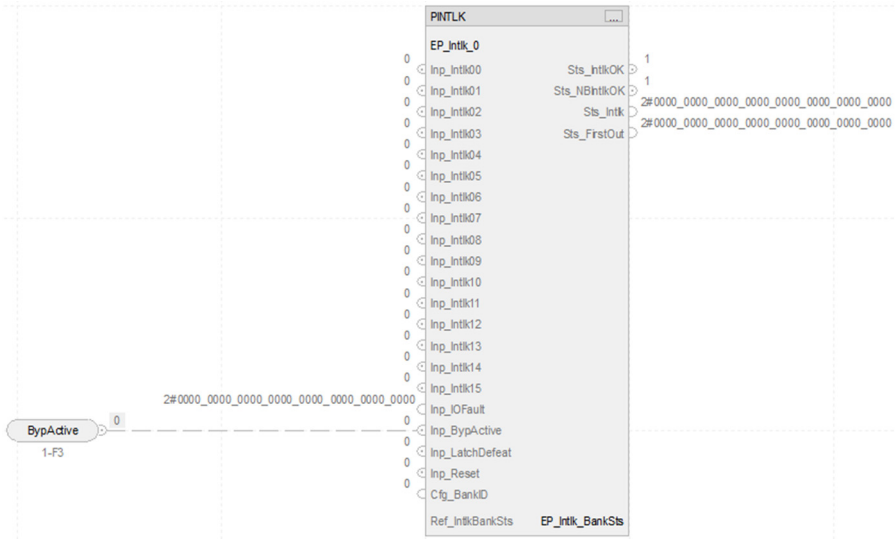 PINTLK ...
EP_Intlk_0
0 Inp_Intlk00 Sts_IntlkOK 1
0 Inp_Intlk01 Sts_NBIntlkOK 1
0 Inp_Intlk02 Sts_Intlk 2#0000_0000_0000_0000_0000_0000_0000_0000
0 Inp_Intlk03 Sts_FirstOut 2#0000_0000_0000_0000_0000_0000_0000_0000
0 Inp_Intlk04
0 Inp_Intlk05
0 Inp_Intlk06
0 Inp_Intlk07
0 Inp_Intlk08
0 Inp_Intlk09
0 Inp_Intlk10
0 Inp_Intlk11
0 Inp_Intlk12
0 Inp_Intlk13
0 Inp_Intlk14
0 Inp_Intlk15
2#0000_0000_0000_0000_0000_0000_0000_0000 Inp_IOFault
BypActive 0 0 Inp_BypActive
1-F3
0 Inp_LatchDefeat
0 Inp_Reset
0 Cfg_BankID
Ref_IntlkBankSts EP_Intlk_BankSts